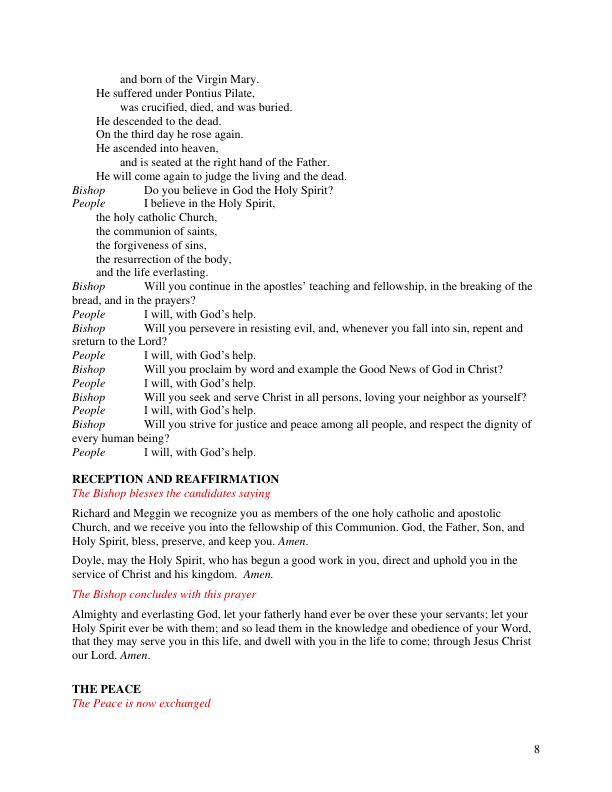 and born of the Virgin Mary.
He suffered under Pontius Pilate,
was crucified, died, and was buried.
He descended to the dead.
On the third day he rose again.
He ascended into heaven,
and is seated at the right hand of the Father.
He will come again to judge the living and the dead.
Bishop Do you believe in God the Holy Spirit?
People I believe in the Holy Spirit,
the holy catholic Church,
the communion of saints,
the forgiveness of sins,
the resurrection of the body,
and the life everlasting.
Bishop Will you continue in the apostles’ teaching and fellowship, in the breaking of the
bread, and in the prayers?
People I will, with God’s help.
Bishop Will you persevere in resisting evil, and, whenever you fall into sin, repent and
sreturn to the Lord?
People I will, with God’s help.
Bishop Will you proclaim by word and example the Good News of God in Christ?
People I will, with God’s help.
Bishop Will you seek and serve Christ in all persons, loving your neighbor as yourself?
People I will, with God’s help.
Bishop Will you strive for justice and peace among all people, and respect the dignity of
every human being?
People I will, with God’s help.
RECEPTION AND REAFFIRMATION
The Bishop blesses the candidates saying
Richard and Meggin we recognize you as members of the one holy catholic and apostolic
Church, and we receive you into the fellowship of this Communion. God, the Father, Son, and
Holy Spirit, bless, preserve, and keep you. Amen.
Doyle, may the Holy Spirit, who has begun a good work in you, direct and uphold you in the
service of Christ and his kingdom. Amen.
The Bishop concludes with this prayer
Almighty and everlasting God, let your fatherly hand ever be over these your servants; let your
Holy Spirit ever be with them; and so lead them in the knowledge and obedience of your Word,
that they may serve you in this life, and dwell with you in the life to come; through Jesus Christ
our Lord. Amen.
THE PEACE
The Peace is now exchanged
8